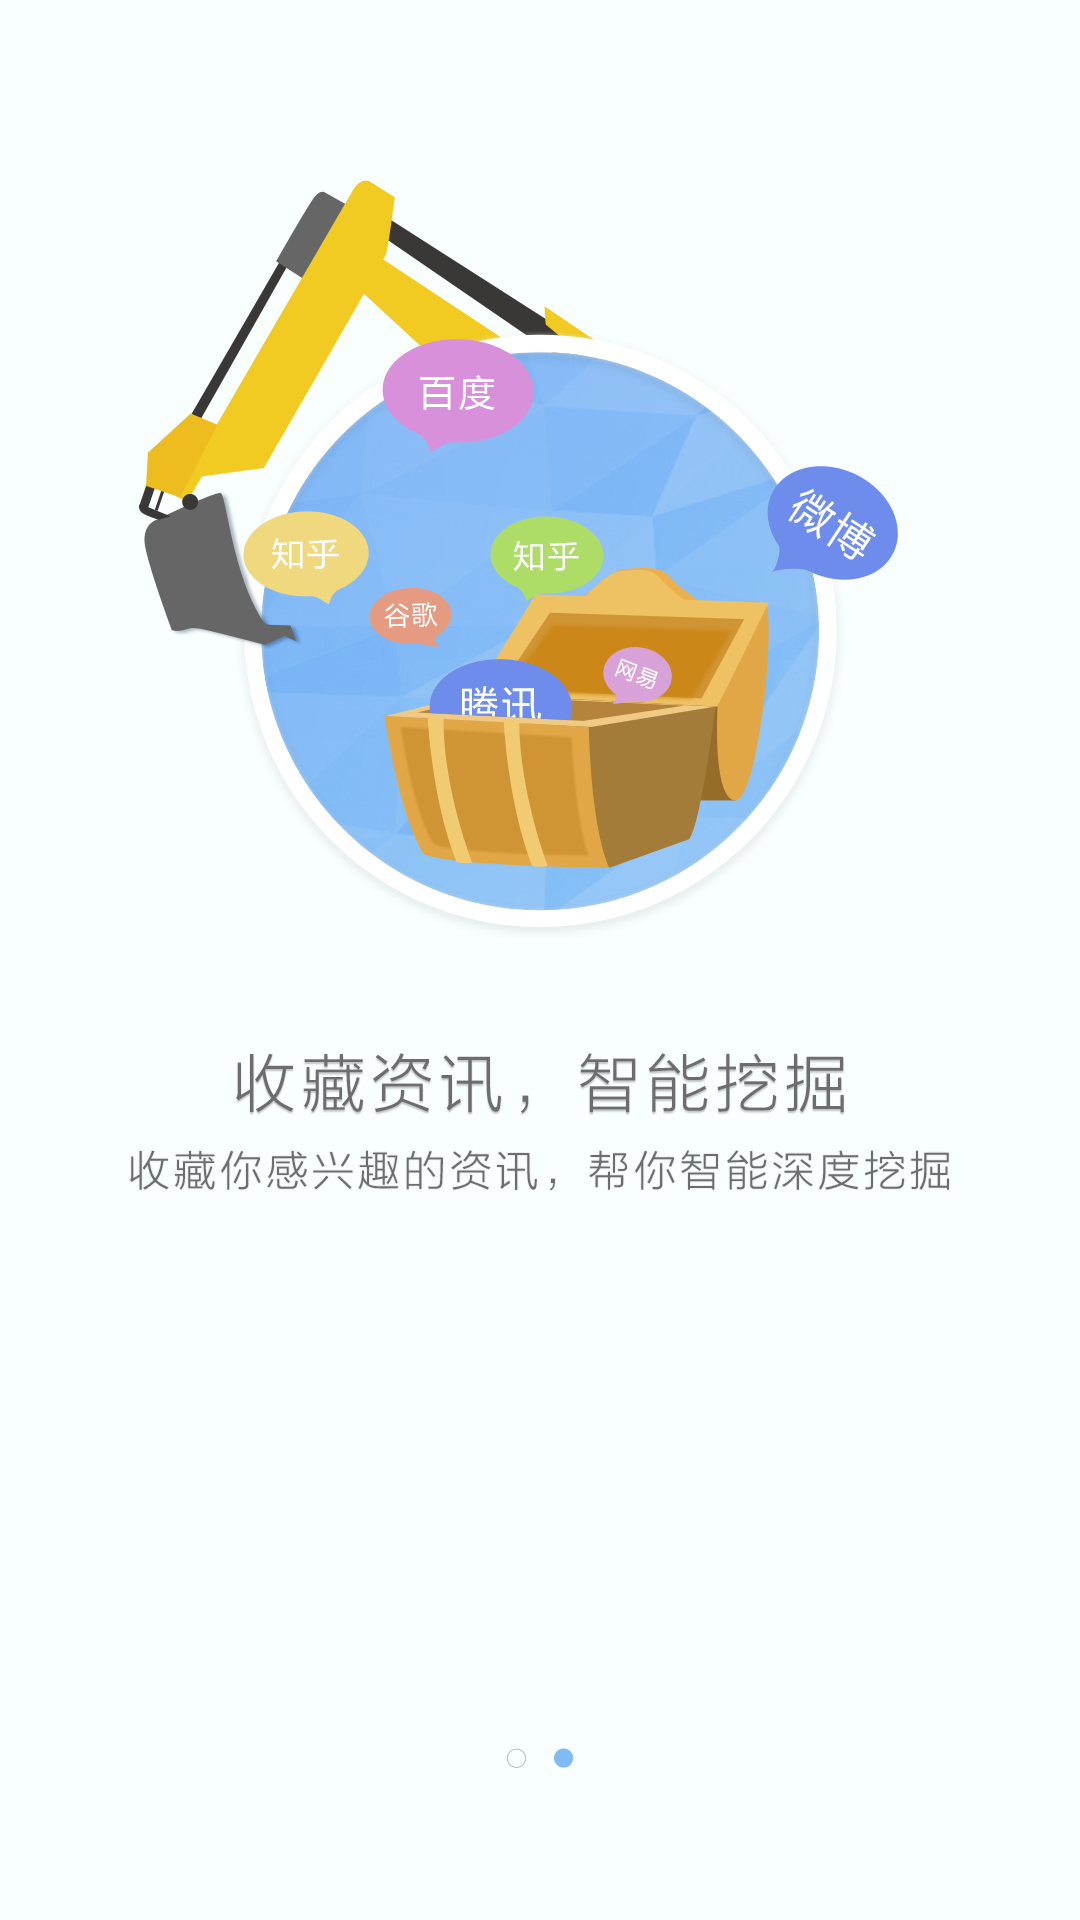 百度
微博
知乎
知乎
谷歌
网易
腾讯
收藏资讯，智能挖掘
收藏你感兴趣的资讯，帮你智能深度挖掘